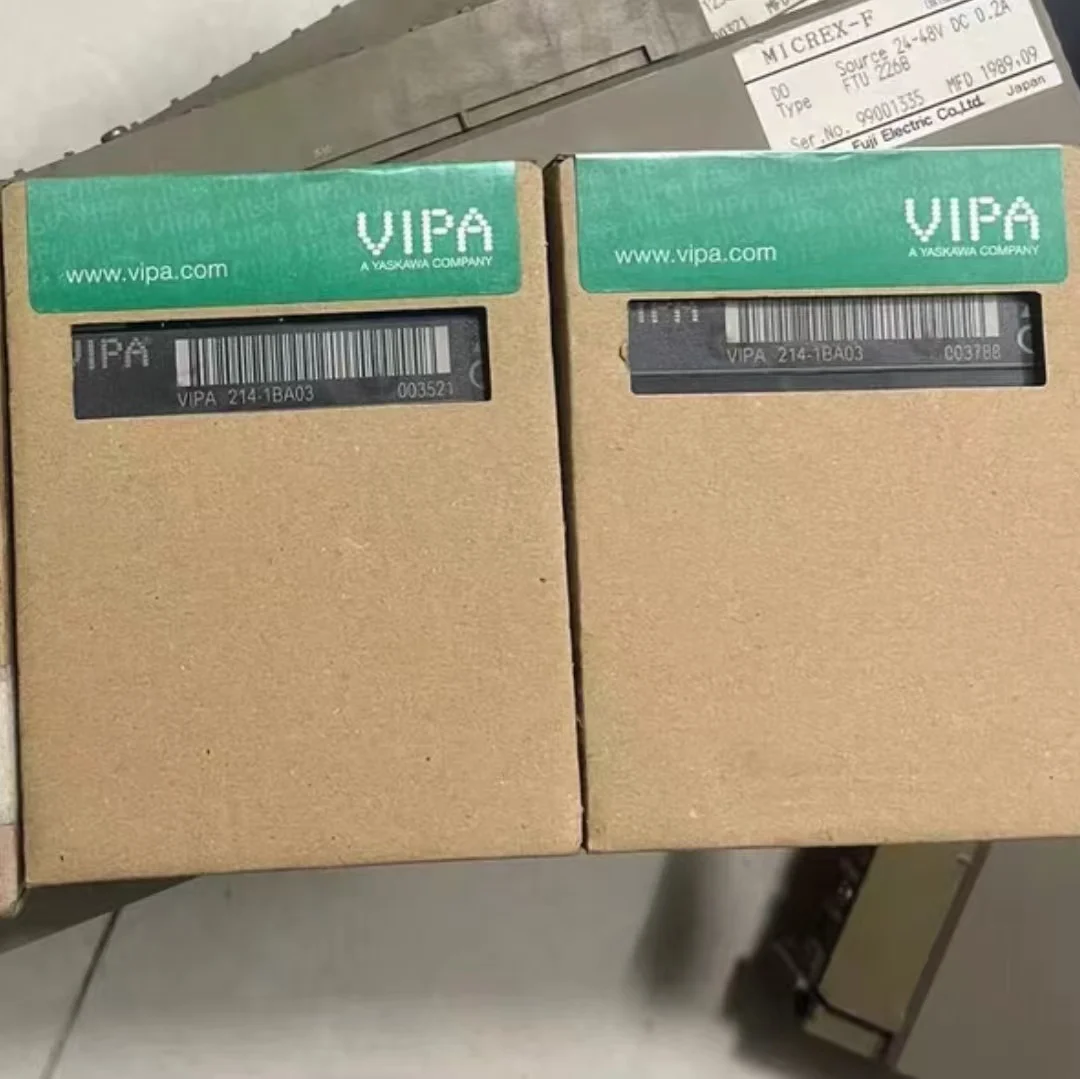 00321
MICREX-F
DO Source 24-48V DC 0.2A
Type FTU 226B
Ser.No. 99001335 MFD 1989,09
Fuji Electric Co.,Ltd. Japan
VIPA
A YASKAWA COMPANY
www.vipa.com
VIPA
VIPA 214-1BA03 003521
VIPA
A YASKAWA COMPANY
www.vipa.com
VIPA 214-1BA03 003788